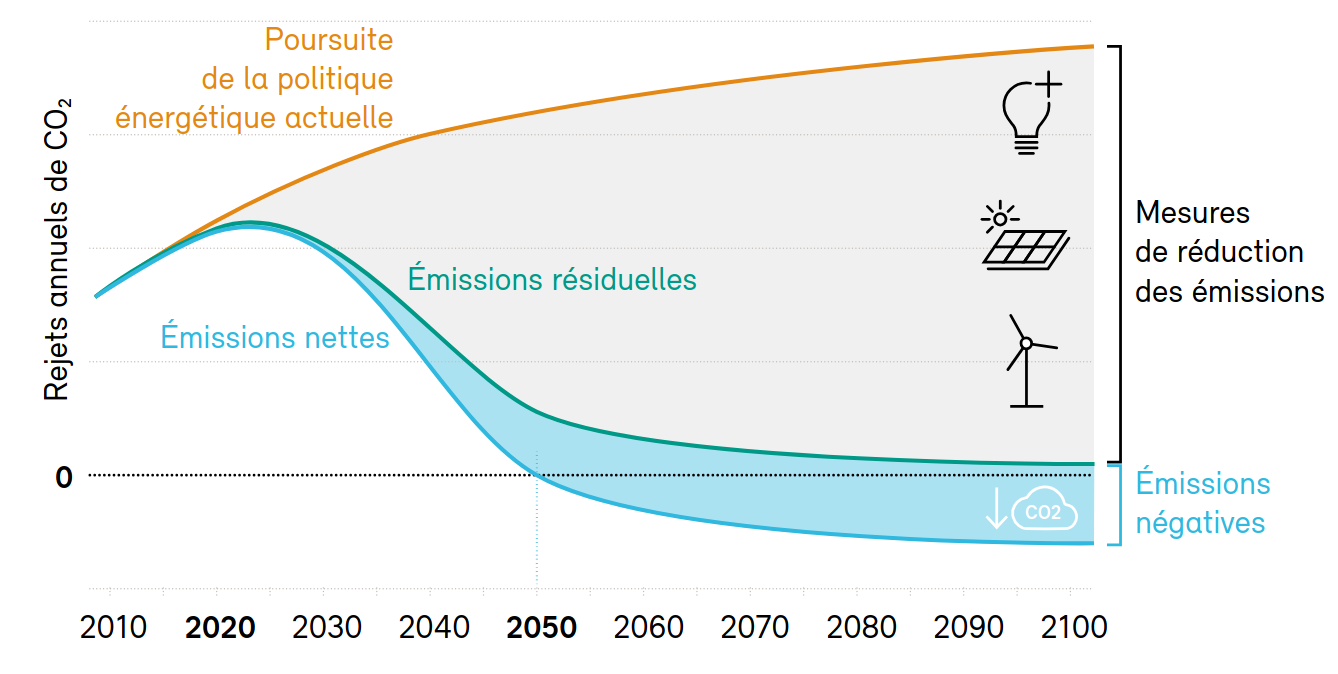 Poursuite
de la politique
énergétique actuelle
Rejets annuels de CO₂
Émissions résiduelles
Émissions nettes
Mesures
de réduction
des émissions
0
CO2
Émissions
négatives
2010 2020 2030 2040 2050 2060 2070 2080 2090 2100